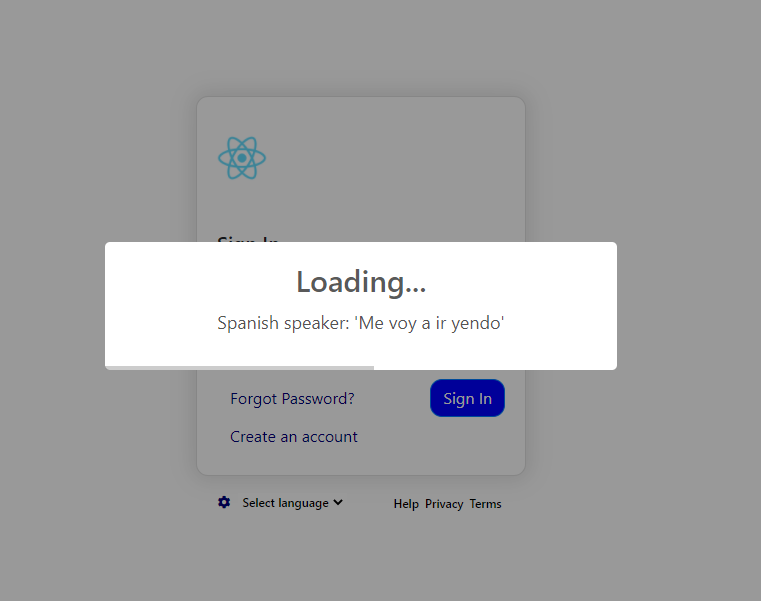 Sign In
Loading...
Spanish speaker: 'Me voy a ir yendo'
Forgot Password?
Sign In
Create an account
Select language
Help Privacy Terms